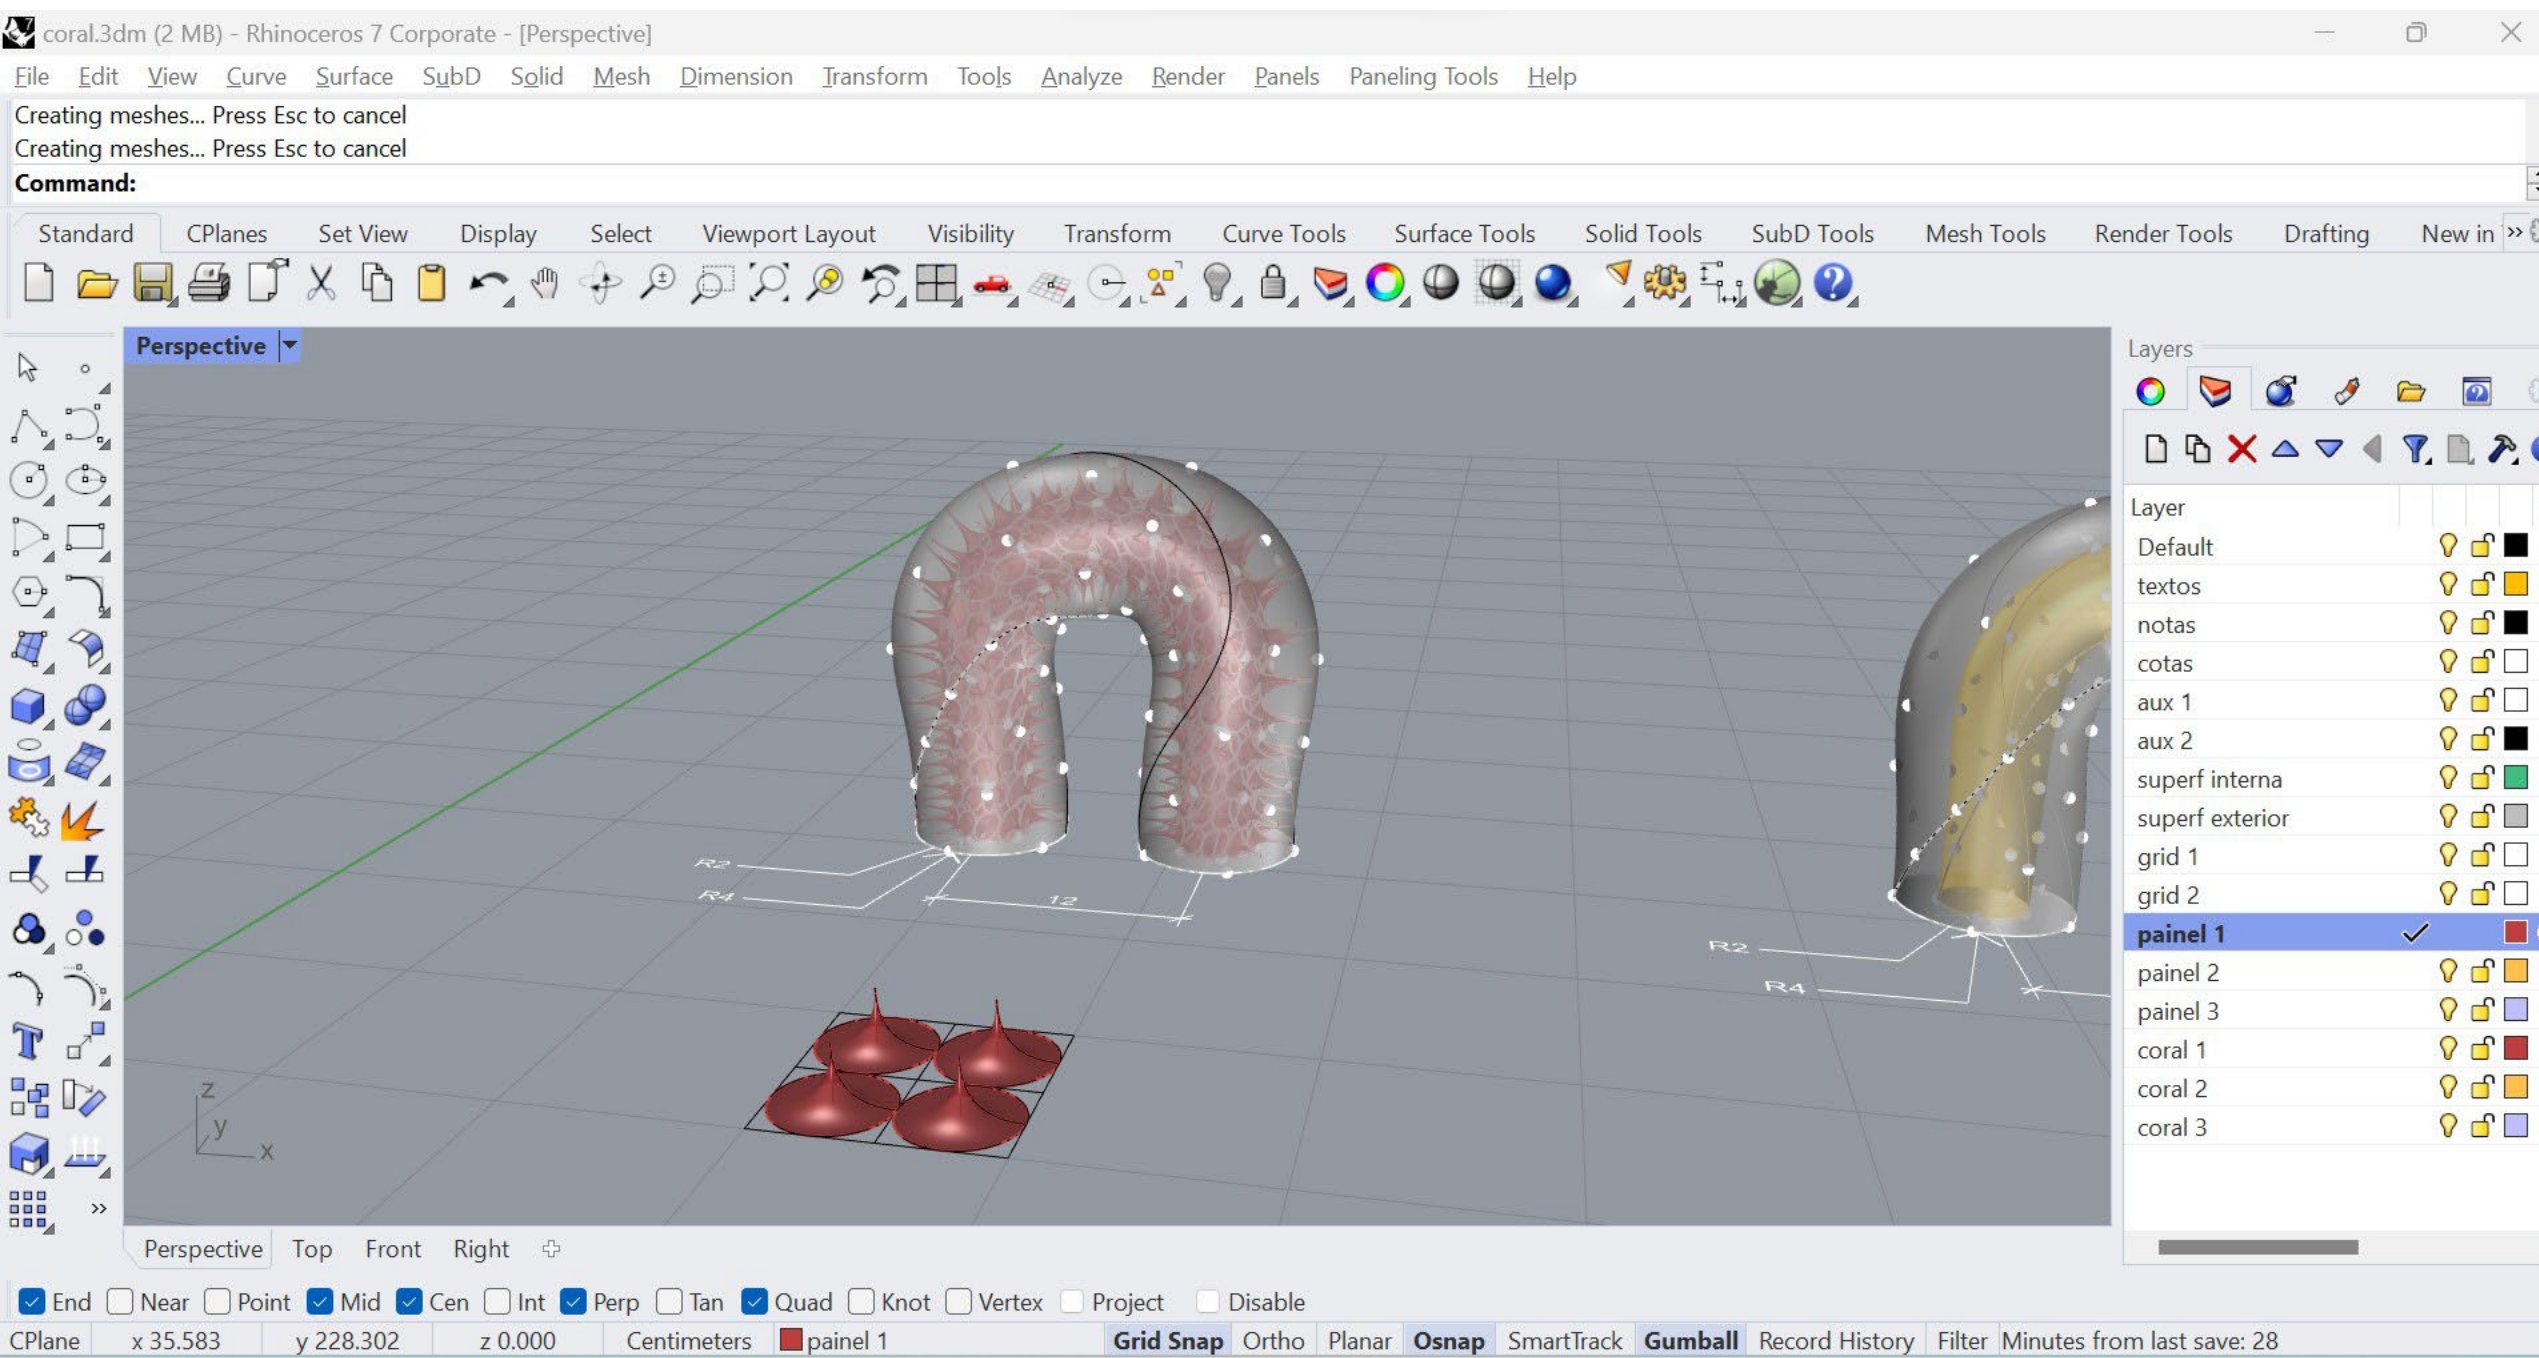 coral.3dm (2 MB) - Rhinoceros 7 Corporate - [Perspective]
File Edit View Curve Surface SubD Solid Mesh Dimension Transform Tools Analyze Render Panels Paneling Tools Help
Creating meshes... Press Esc to cancel
Creating meshes... Press Esc to cancel
Command:
Standard CPlanes Set View Display Select Viewport Layout Visibility Transform Curve Tools Surface Tools Solid Tools SubD Tools Mesh Tools Render Tools Drafting New in »
Perspective
Layers
Layer
Default
textos
notas
cotas
aux 1
aux 2
superf interna
superf exterior
grid 1
grid 2
painel 1
painel 2
painel 3
coral 1
coral 2
coral 3
R2
R4
12
R2
R4
z
y
x
Perspective Top Front Right
End Near Point Mid Cen Int Perp Tan Quad Knot Vertex Project Disable
CPlane x 35.583 y 228.302 z 0.000 Centimeters painel 1 Grid Snap Ortho Planar Osnap SmartTrack Gumball Record History Filter Minutes from last save: 28